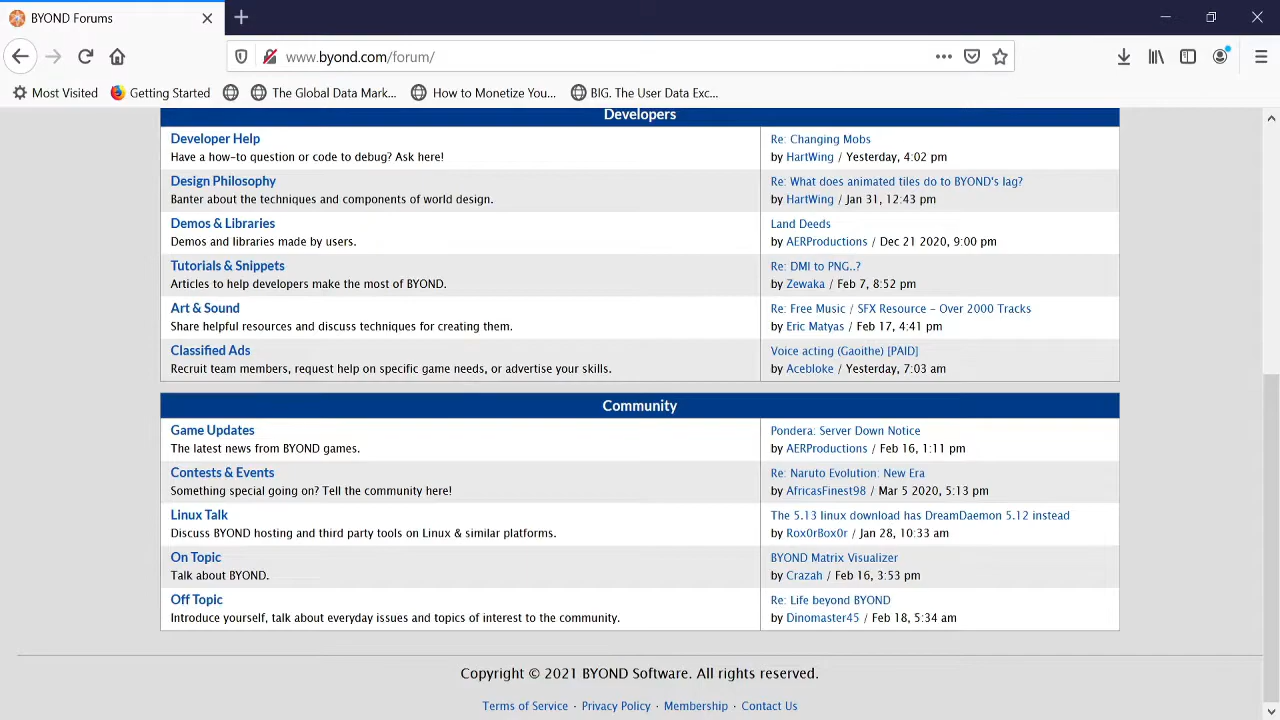 BYOND Forums
www.byond.com/forum/
Most Visited Getting Started The Global Data Mark... How to Monetize You... BIG. The User Data Exc...
Developers
Developer Help
Have a how-to question or code to debug? Ask here!
Re: Changing Mobs
by HartWing / Yesterday, 4:02 pm
Design Philosophy
Banter about the techniques and components of world design.
Re: What does animated tiles do to BYOND's lag?
by HartWing / Jan 31, 12:43 pm
Demos & Libraries
Demos and libraries made by users.
Land Deeds
by AERProductions / Dec 21 2020, 9:00 pm
Tutorials & Snippets
Articles to help developers make the most of BYOND.
Re: DMI to PNG..?
by Zewaka / Feb 7, 8:52 pm
Art & Sound
Share helpful resources and discuss techniques for creating them.
Re: Free Music / SFX Resource - Over 2000 Tracks
by Eric Matyas / Feb 17, 4:41 pm
Classified Ads
Recruit team members, request help on specific game needs, or advertise your skills.
Voice acting (Gaoithe) [PAID]
by Acebloke / Yesterday, 7:03 am
Community
Game Updates
The latest news from BYOND games.
Pondera: Server Down Notice
by AERProductions / Feb 16, 1:11 pm
Contests & Events
Something special going on? Tell the community here!
Re: Naruto Evolution: New Era
by AfricasFinest98 / Mar 5 2020, 5:13 pm
Linux Talk
Discuss BYOND hosting and third party tools on Linux & similar platforms.
The 5.13 linux download has DreamDaemon 5.12 instead
by Rox0rBox0r / Jan 28, 10:33 am
On Topic
Talk about BYOND.
BYOND Matrix Visualizer
by Crazah / Feb 16, 3:53 pm
Off Topic
Introduce yourself, talk about everyday issues and topics of interest to the community.
Re: Life beyond BYOND
by Dinomaster45 / Feb 18, 5:34 am
Copyright © 2021 BYOND Software. All rights reserved.
Terms of Service · Privacy Policy · Membership · Contact Us